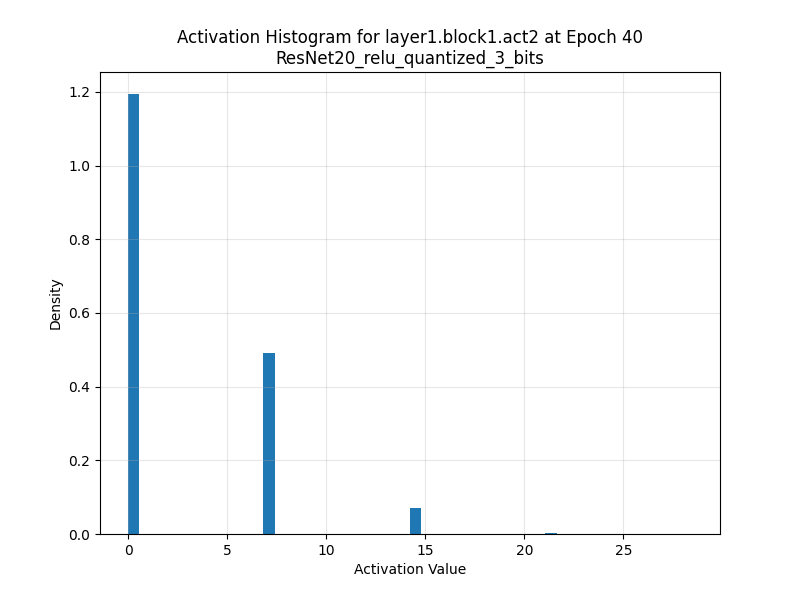 Activation Histogram for layer1.block1.act2 at Epoch 40
ResNet20_relu_quantized_3_bits
1.2
1.0
0.8
0.6
0.4
0.2
0.0
Density
0 5 10 15 20 25
Activation Value